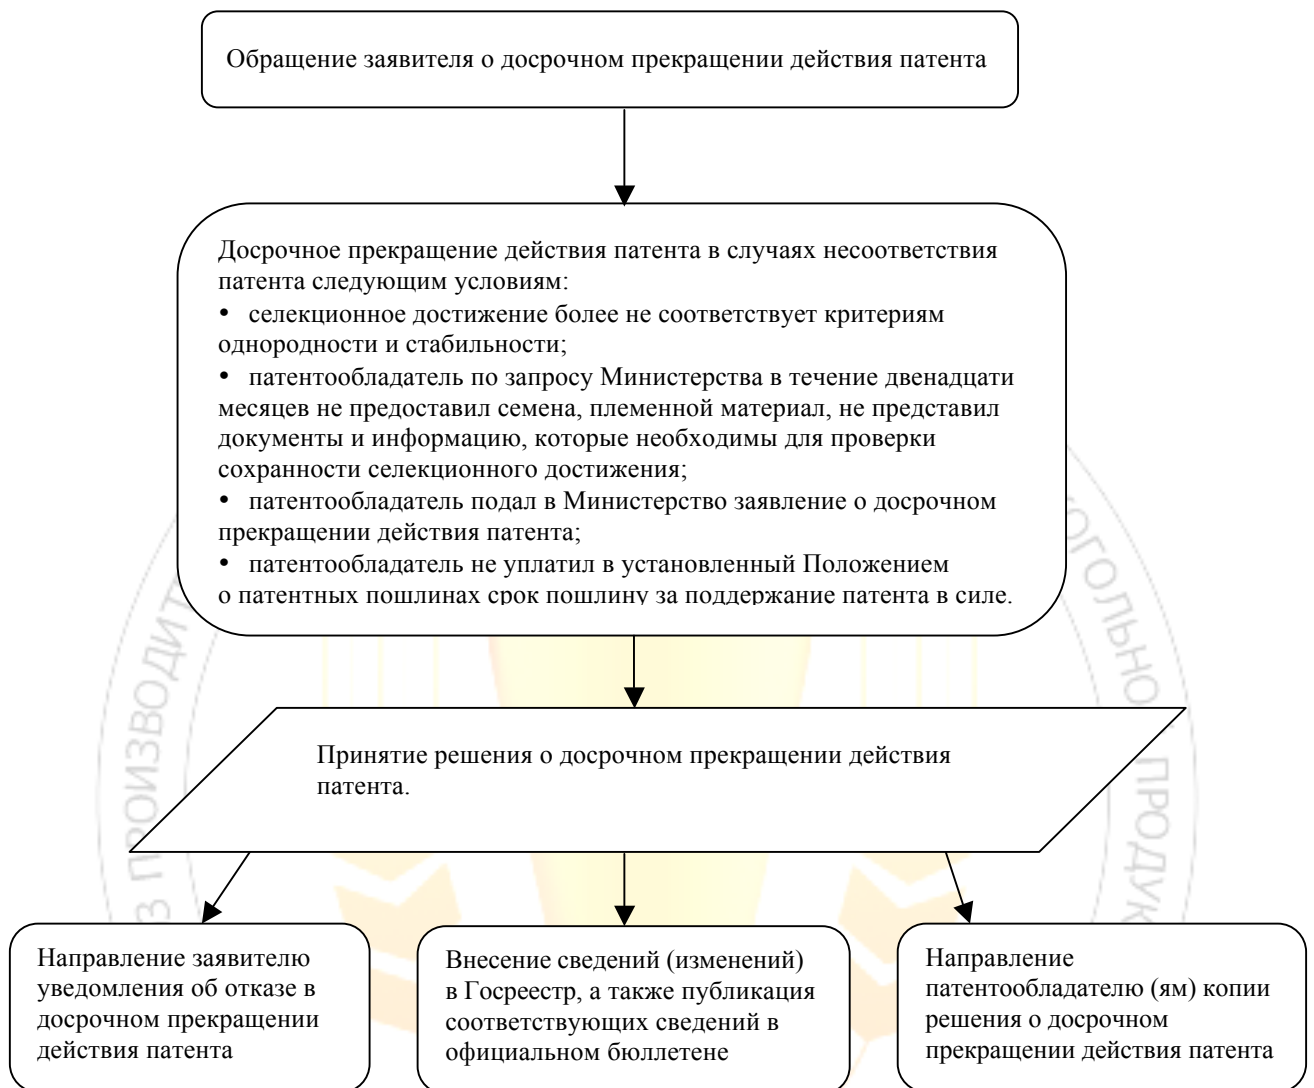 Обращение заявителя о досрочном прекращении действия патента
Досрочное прекращение действия патента в случаях несоответствия
патента следующим условиям:
• селекционное достижение более не соответствует критериям
однородности и стабильности;
• патентообладатель по запросу Министерства в течение двенадцати
месяцев не предоставил семена, племенной материал, не представил
документы и информацию, которые необходимы для проверки
сохранности селекционного достижения;
• патентообладатель подал в Министерство заявление о досрочном
прекращении действия патента;
• патентообладатель не уплатил в установленный Положением
о патентных пошлинах срок пошлину за поддержание патента в силе.
Принятие решения о досрочном прекращении действия
патента.
Направление заявителю
уведомления об отказе в
досрочном прекращении
действия патента
Внесение сведений (изменений)
в Госреестр, а также публикация
соответствующих сведений в
официальном бюллетене
Направление
патентообладателю (ям) копии
решения о досрочном
прекращении действия патента